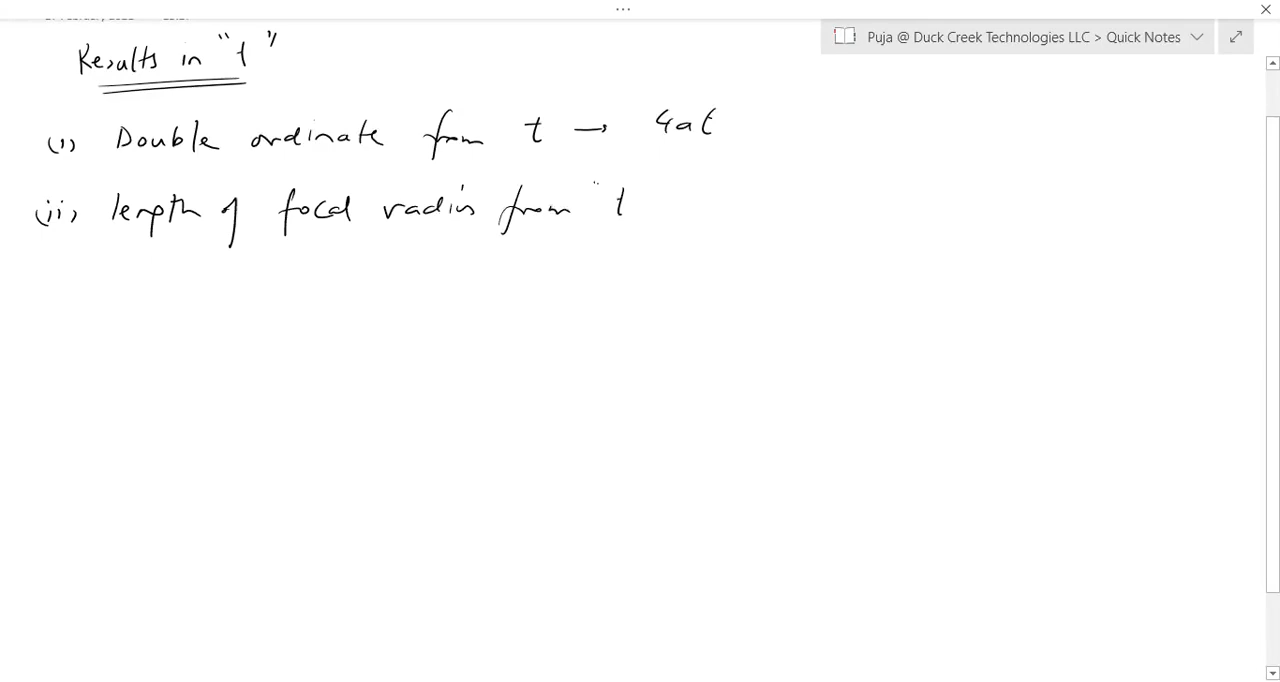 ...
Puja @ Duck Creek Technologies LLC > Quick Notes
Results in "t"
(i) Double ordinate from t → 4at
(ii) length of focal radius from "t